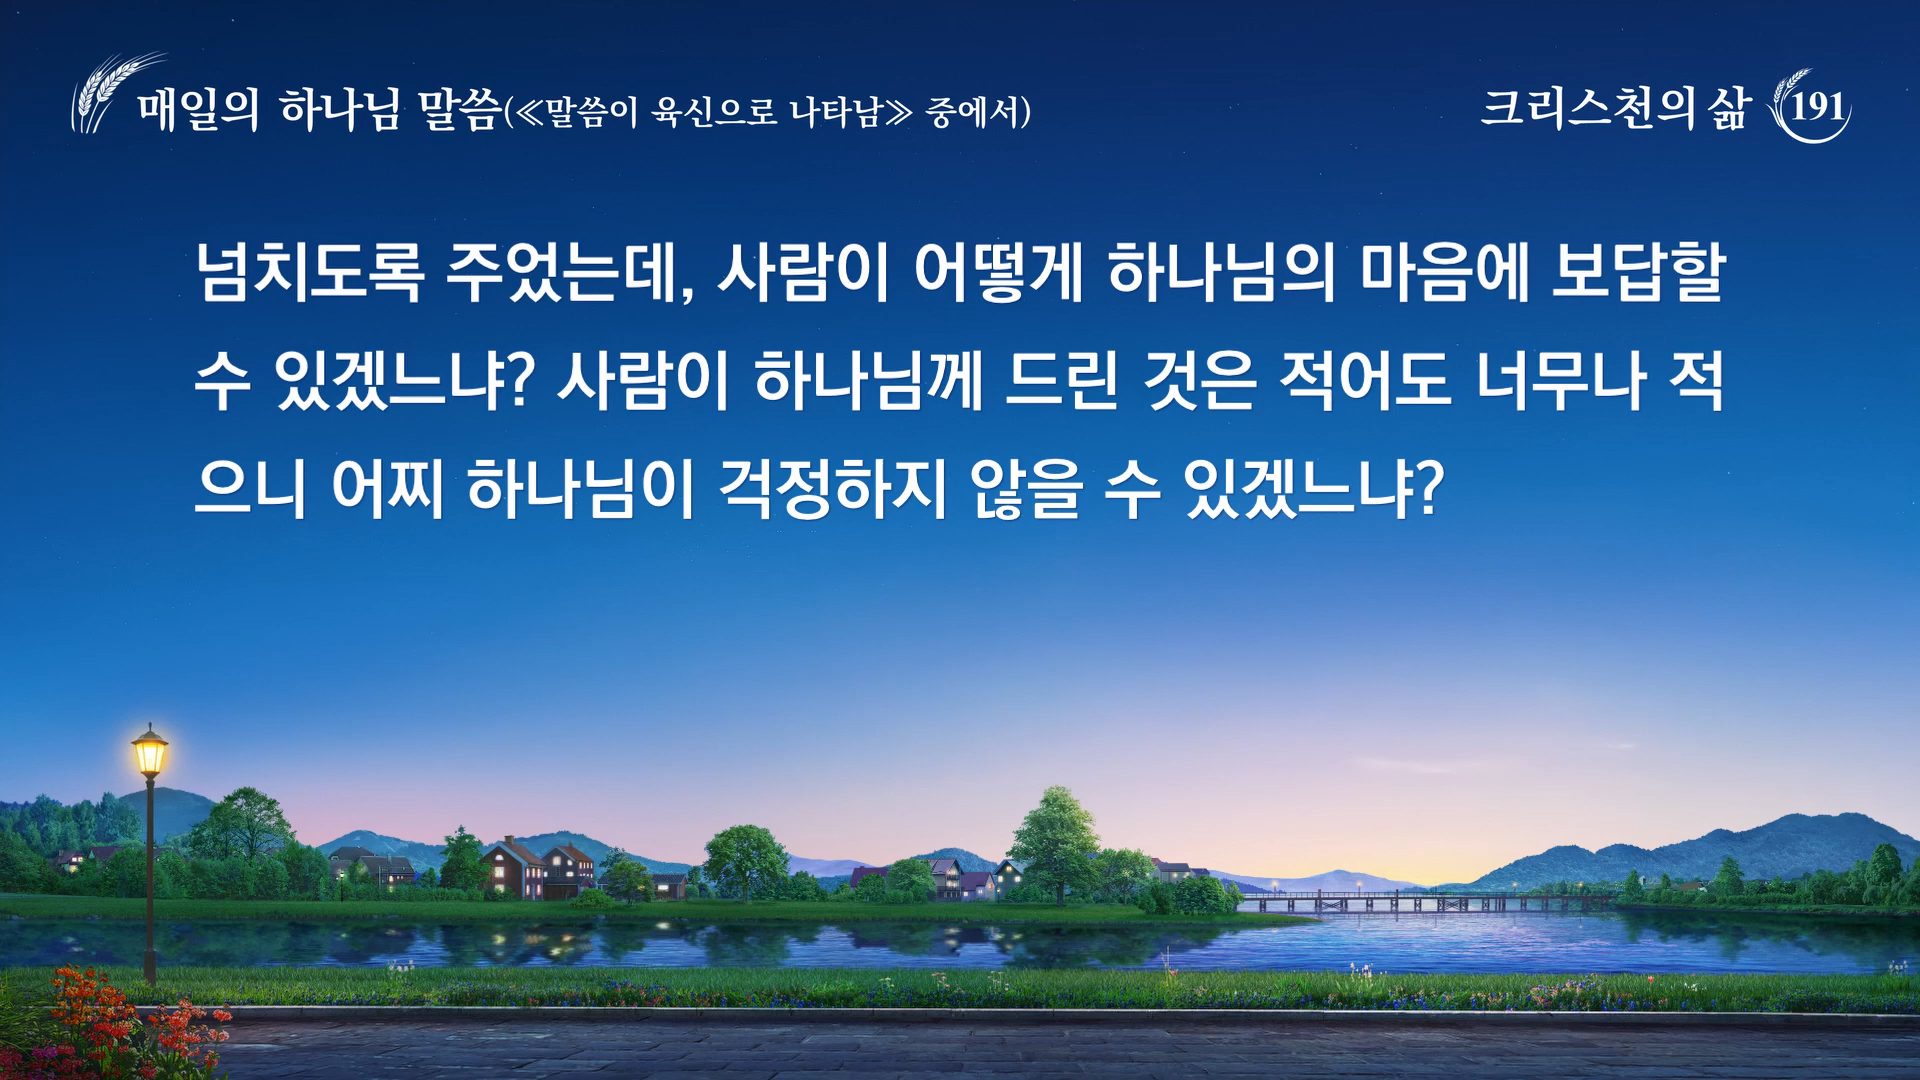 매일의 하나님 말씀(≪말씀이 육신으로 나타남≫ 중에서)
크리스천의 삶 191
넘치도록 주었는데, 사람이 어떻게 하나님의 마음에 보답할
수 있겠느냐? 사람이 하나님께 드린 것은 적어도 너무나 적
으니 어찌 하나님이 걱정하지 않을 수 있겠느냐?